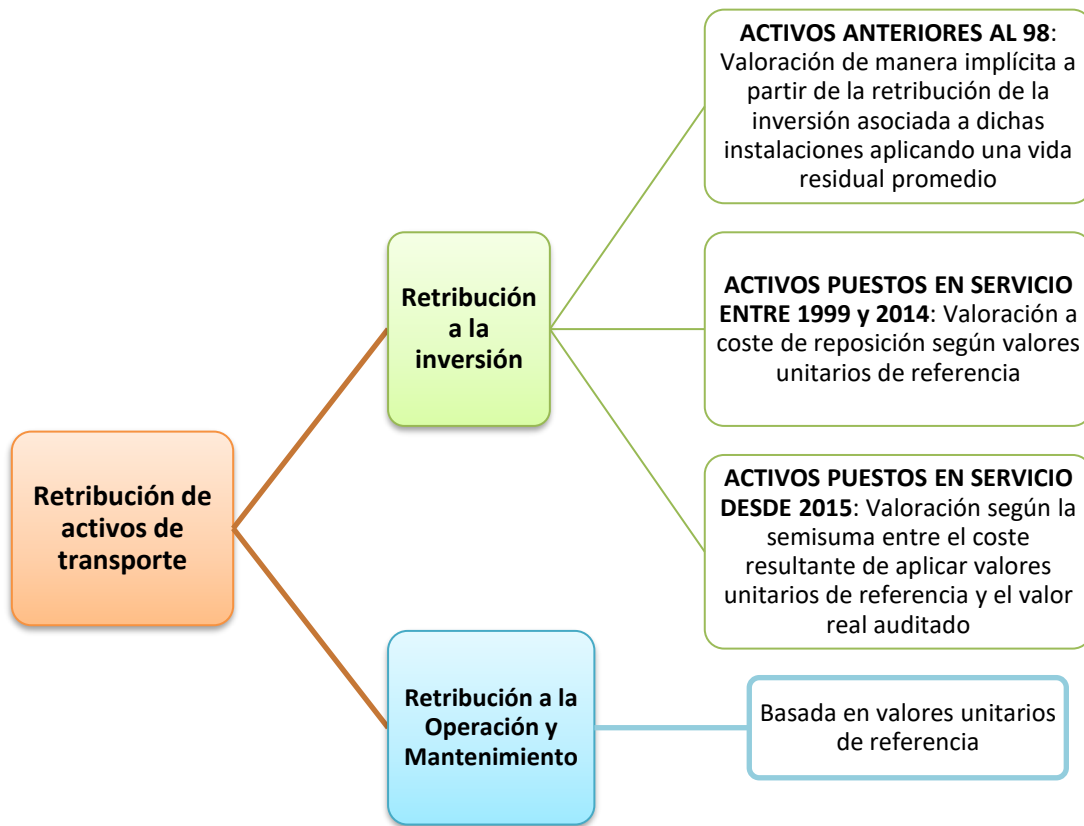 Retribución de
activos de
transporte
Retribución
a la
inversión
ACTIVOS ANTERIORES AL 98:
Valoración de manera implícita a
partir de la retribución de la
inversión asociada a dichas
instalaciones aplicando una vida
residual promedio
ACTIVOS PUESTOS EN SERVICIO
ENTRE 1999 y 2014: Valoración a
coste de reposición según valores
unitarios de referencia
ACTIVOS PUESTOS EN SERVICIO
DESDE 2015: Valoración según la
semisuma entre el coste
resultante de aplicar valores
unitarios de referencia y el valor
real auditado
Retribución a la
Operación y
Mantenimiento
Basada en valores unitarios
de referencia